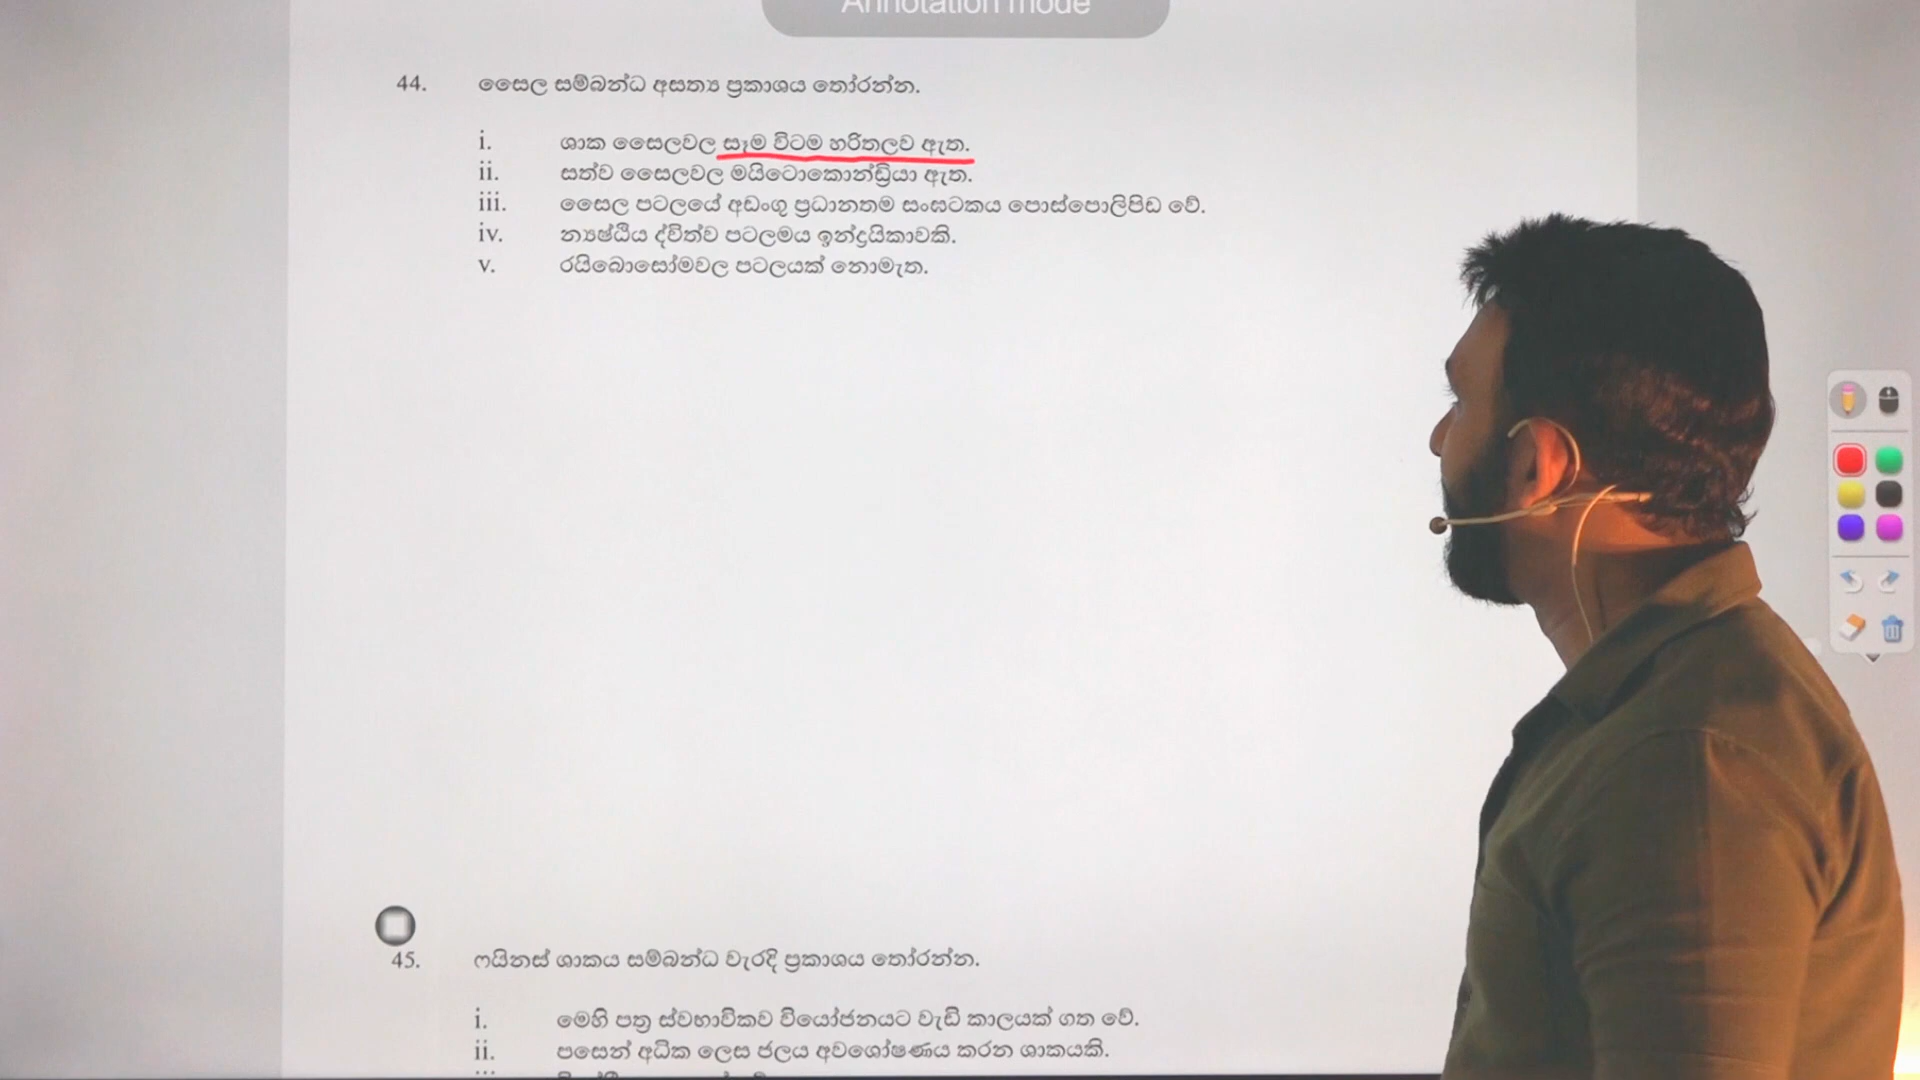 Annotation mode
44. සෛල සම්බන්ධ අසත්‍ය ප්‍රකාශය තෝරන්න.
i. ශාක සෛලවල සෑම විටම හරිතලව ඇත.
ii. සත්ව සෛලවල මයිටොකොන්ඩ්‍රියා ඇත.
iii. සෛල පටලයේ අඩංගු ප්‍රධානතම සංඝටකය පොස්පොලිපිඩ වේ.
iv. න්‍යෂ්ඨිය ද්විත්ව පටලමය ඉන්ද්‍රයිකාවකි.
v. රයිබොසෝමවල පටලයක් නොමැත.
45. ෆයිනස් ශාකය සම්බන්ධ වැරදි ප්‍රකාශය තෝරන්න.
i. මෙහි පත්‍ර ස්වභාවිකව වියෝජනයට වැඩි කාලයක් ගත වේ.
ii. පසෙන් අධික ලෙස ජලය අවශෝෂණය කරන ශාකයකි.